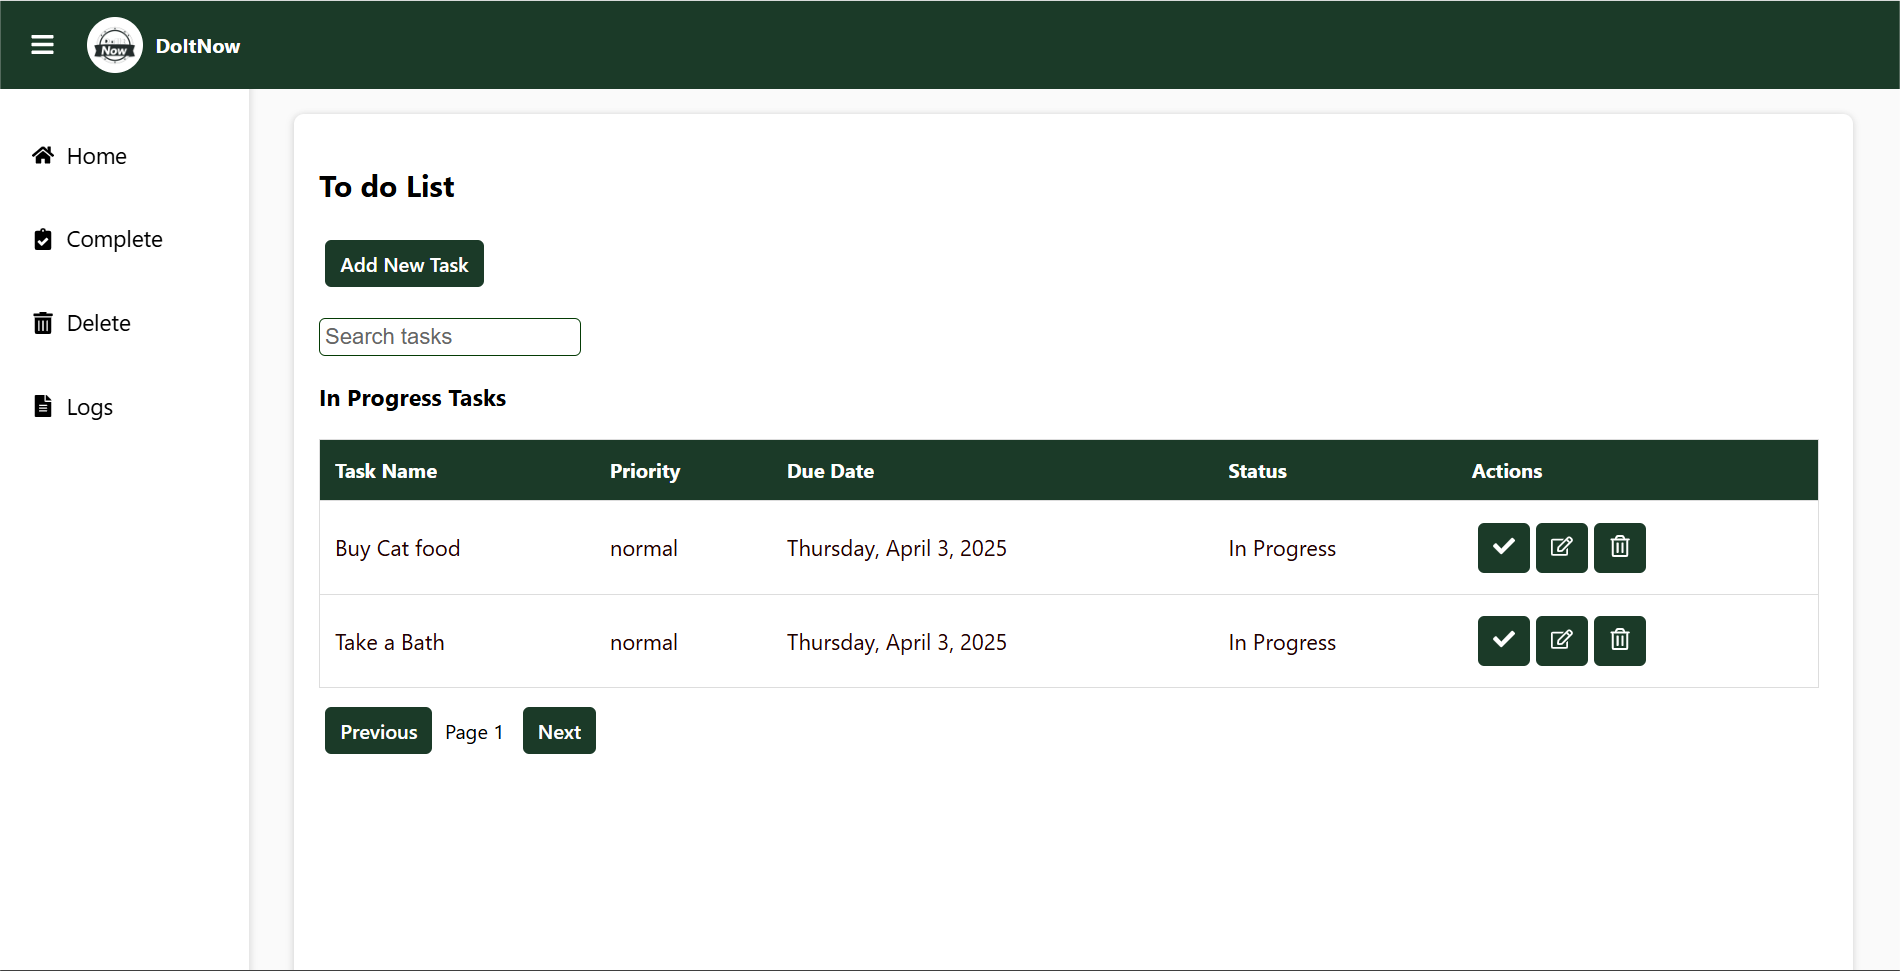 Now
DoItNow
Home
Complete
Delete
Logs
To do List
Add New Task
Search tasks
In Progress Tasks
Task Name Priority Due Date Status Actions
Buy Cat food normal Thursday, April 3, 2025 In Progress
Take a Bath normal Thursday, April 3, 2025 In Progress
Previous Page 1 Next